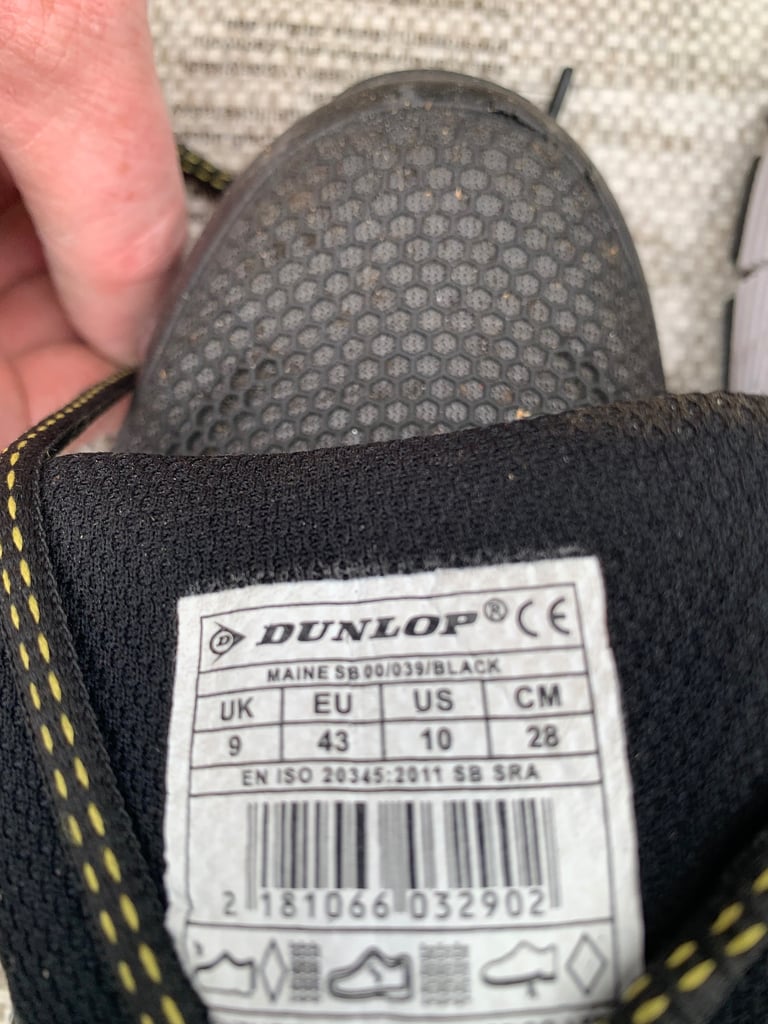 D DUNLOP® CE
MAINE SB 00/039/BLACK
UK EU US CM
9 43 10 28
EN ISO 20345:2011 SB SRA
2 181066 032902